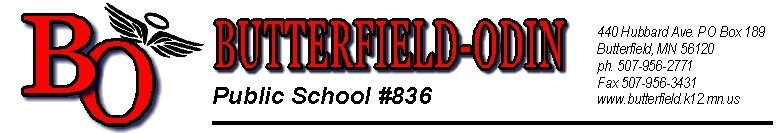 BO
BUTTERFIELD-ODIN
Public School #836
440 Hubbard Ave. PO Box 189
Butterfield, MN 56120
ph. 507-956-2771
Fax 507-956-3431
www.butterfield.k12.mn.us